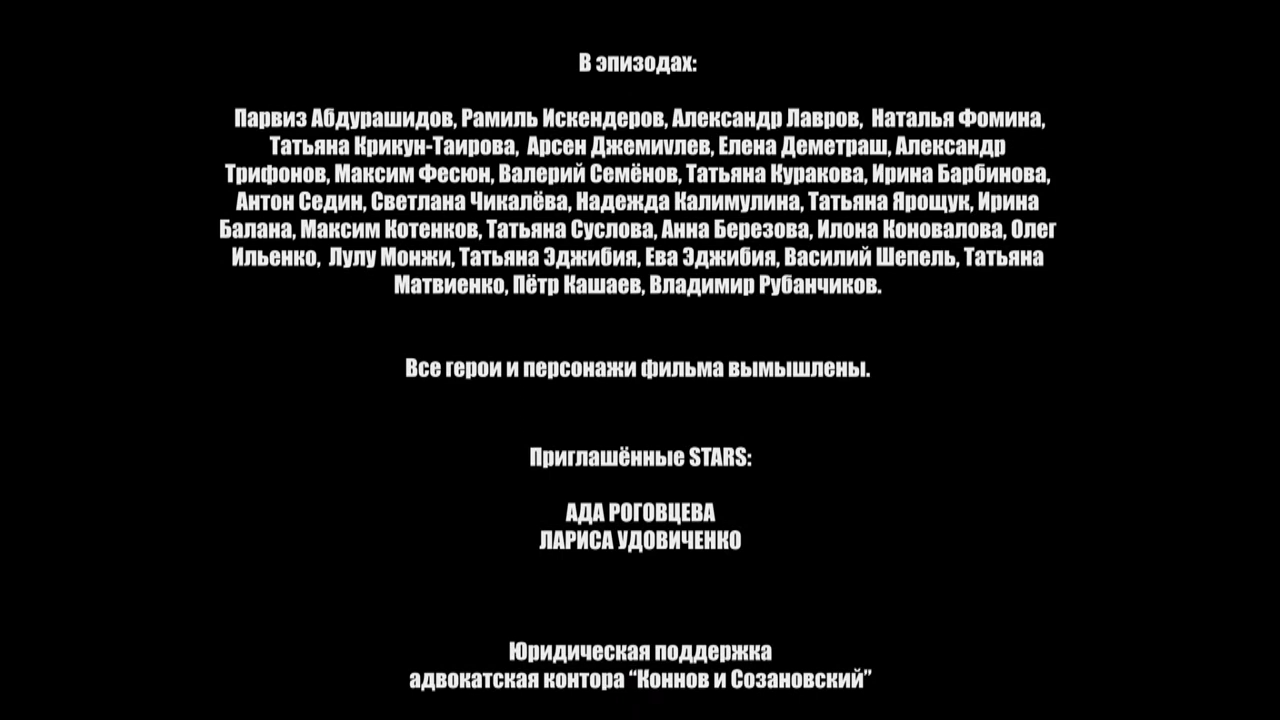 В эпизодах:
Парвиз Абдурашидов, Рамиль Искендеров, Александр Лавров, Наталья Фомина,
Татьяна Крикун-Таирова, Арсен Джемиvлев, Елена Деметраш, Александр
Трифонов, Максим Фесюн, Валерий Семёнов, Татьяна Куракова, Ирина Барбинова,
Антон Седин, Светлана Чикалёва, Надежда Калимулина, Татьяна Ярощук, Ирина
Балана, Максим Котенков, Татьяна Суслова, Анна Березова, Илона Коновалова, Олег
Ильенко, Лулу Монжи, Татьяна Эджибия, Ева Эджибия, Василий Шепель, Татьяна
Матвиенко, Пётр Кашаев, Владимир Рубанчиков.
Все герои и персонажи фильма вымышлены.
Приглашённые STARS:
АДА РОГОВЦЕВА
ЛАРИСА УДОВИЧЕНКО
Юридическая поддержка
адвокатская контора “Коннов и Созановский”